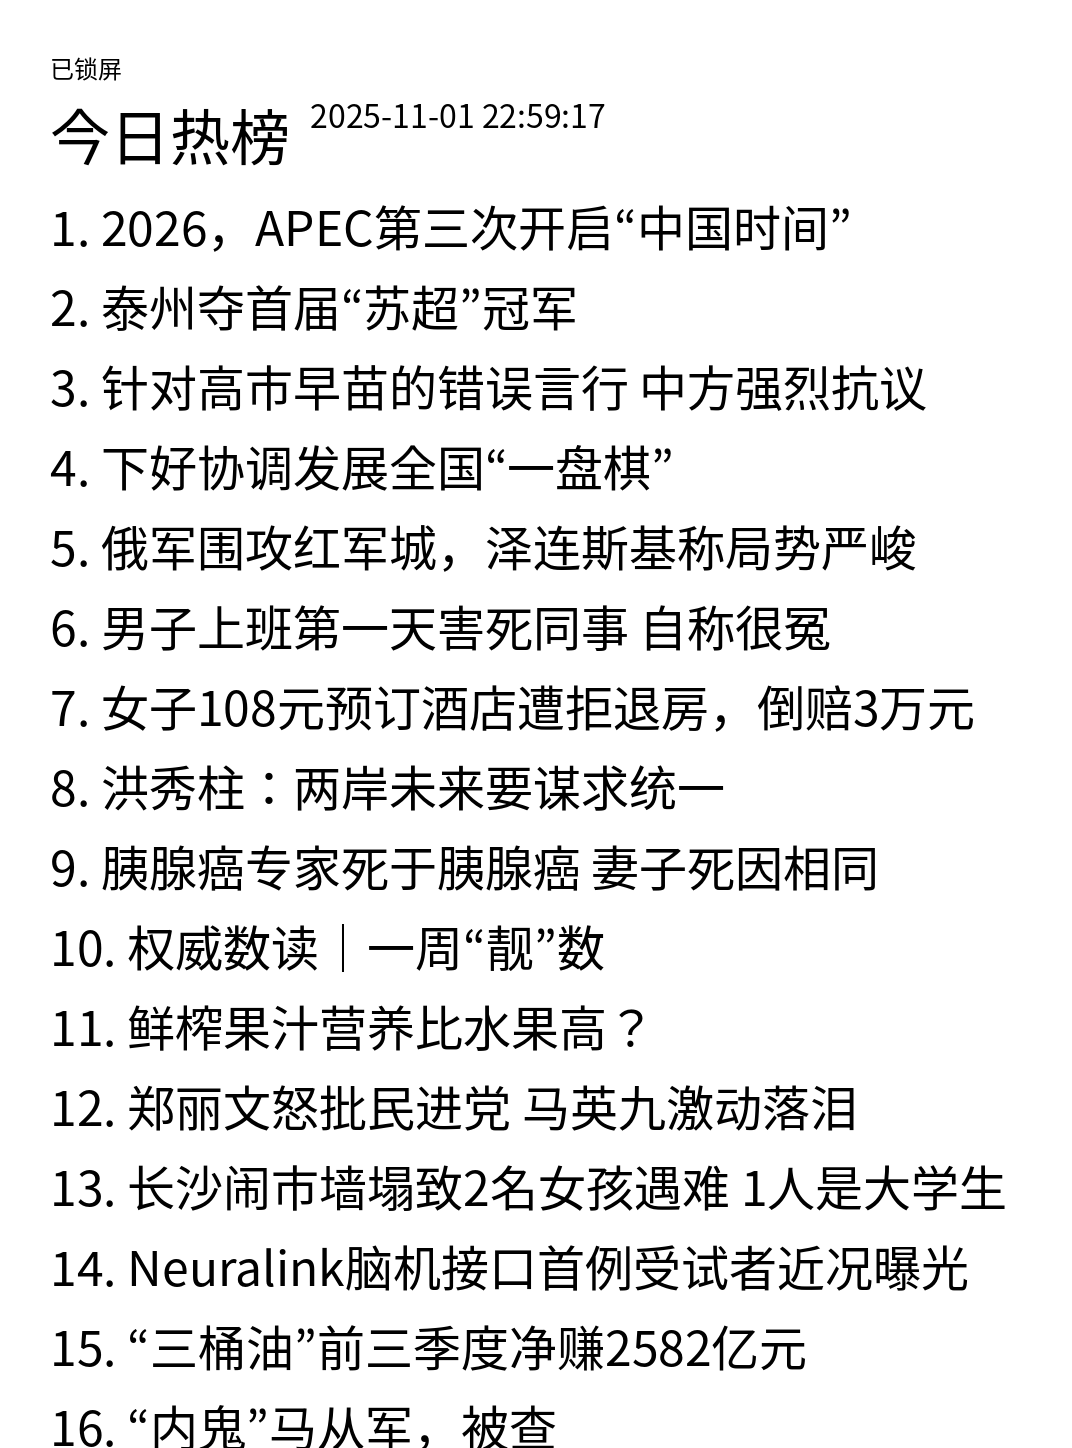 已锁屏
今日热榜 2025-11-01 22:59:17
1. 2026，APEC第三次开启“中国时间”
2. 泰州夺首届“苏超”冠军
3. 针对高市早苗的错误言行 中方强烈抗议
4. 下好协调发展全国“一盘棋”
5. 俄军围攻红军城，泽连斯基称局势严峻
6. 男子上班第一天害死同事 自称很冤
7. 女子108元预订酒店遭拒退房，倒赔3万元
8. 洪秀柱：两岸未来要谋求统一
9. 胰腺癌专家死于胰腺癌 妻子死因相同
10. 权威数读｜一周“靓”数
11. 鲜榨果汁营养比水果高？
12. 郑丽文怒批民进党 马英九激动落泪
13. 长沙闹市墙塌致2名女孩遇难 1人是大学生
14. Neuralink脑机接口首例受试者近况曝光
15. “三桶油”前三季度净赚2582亿元
16. “内鬼”马从军，被查